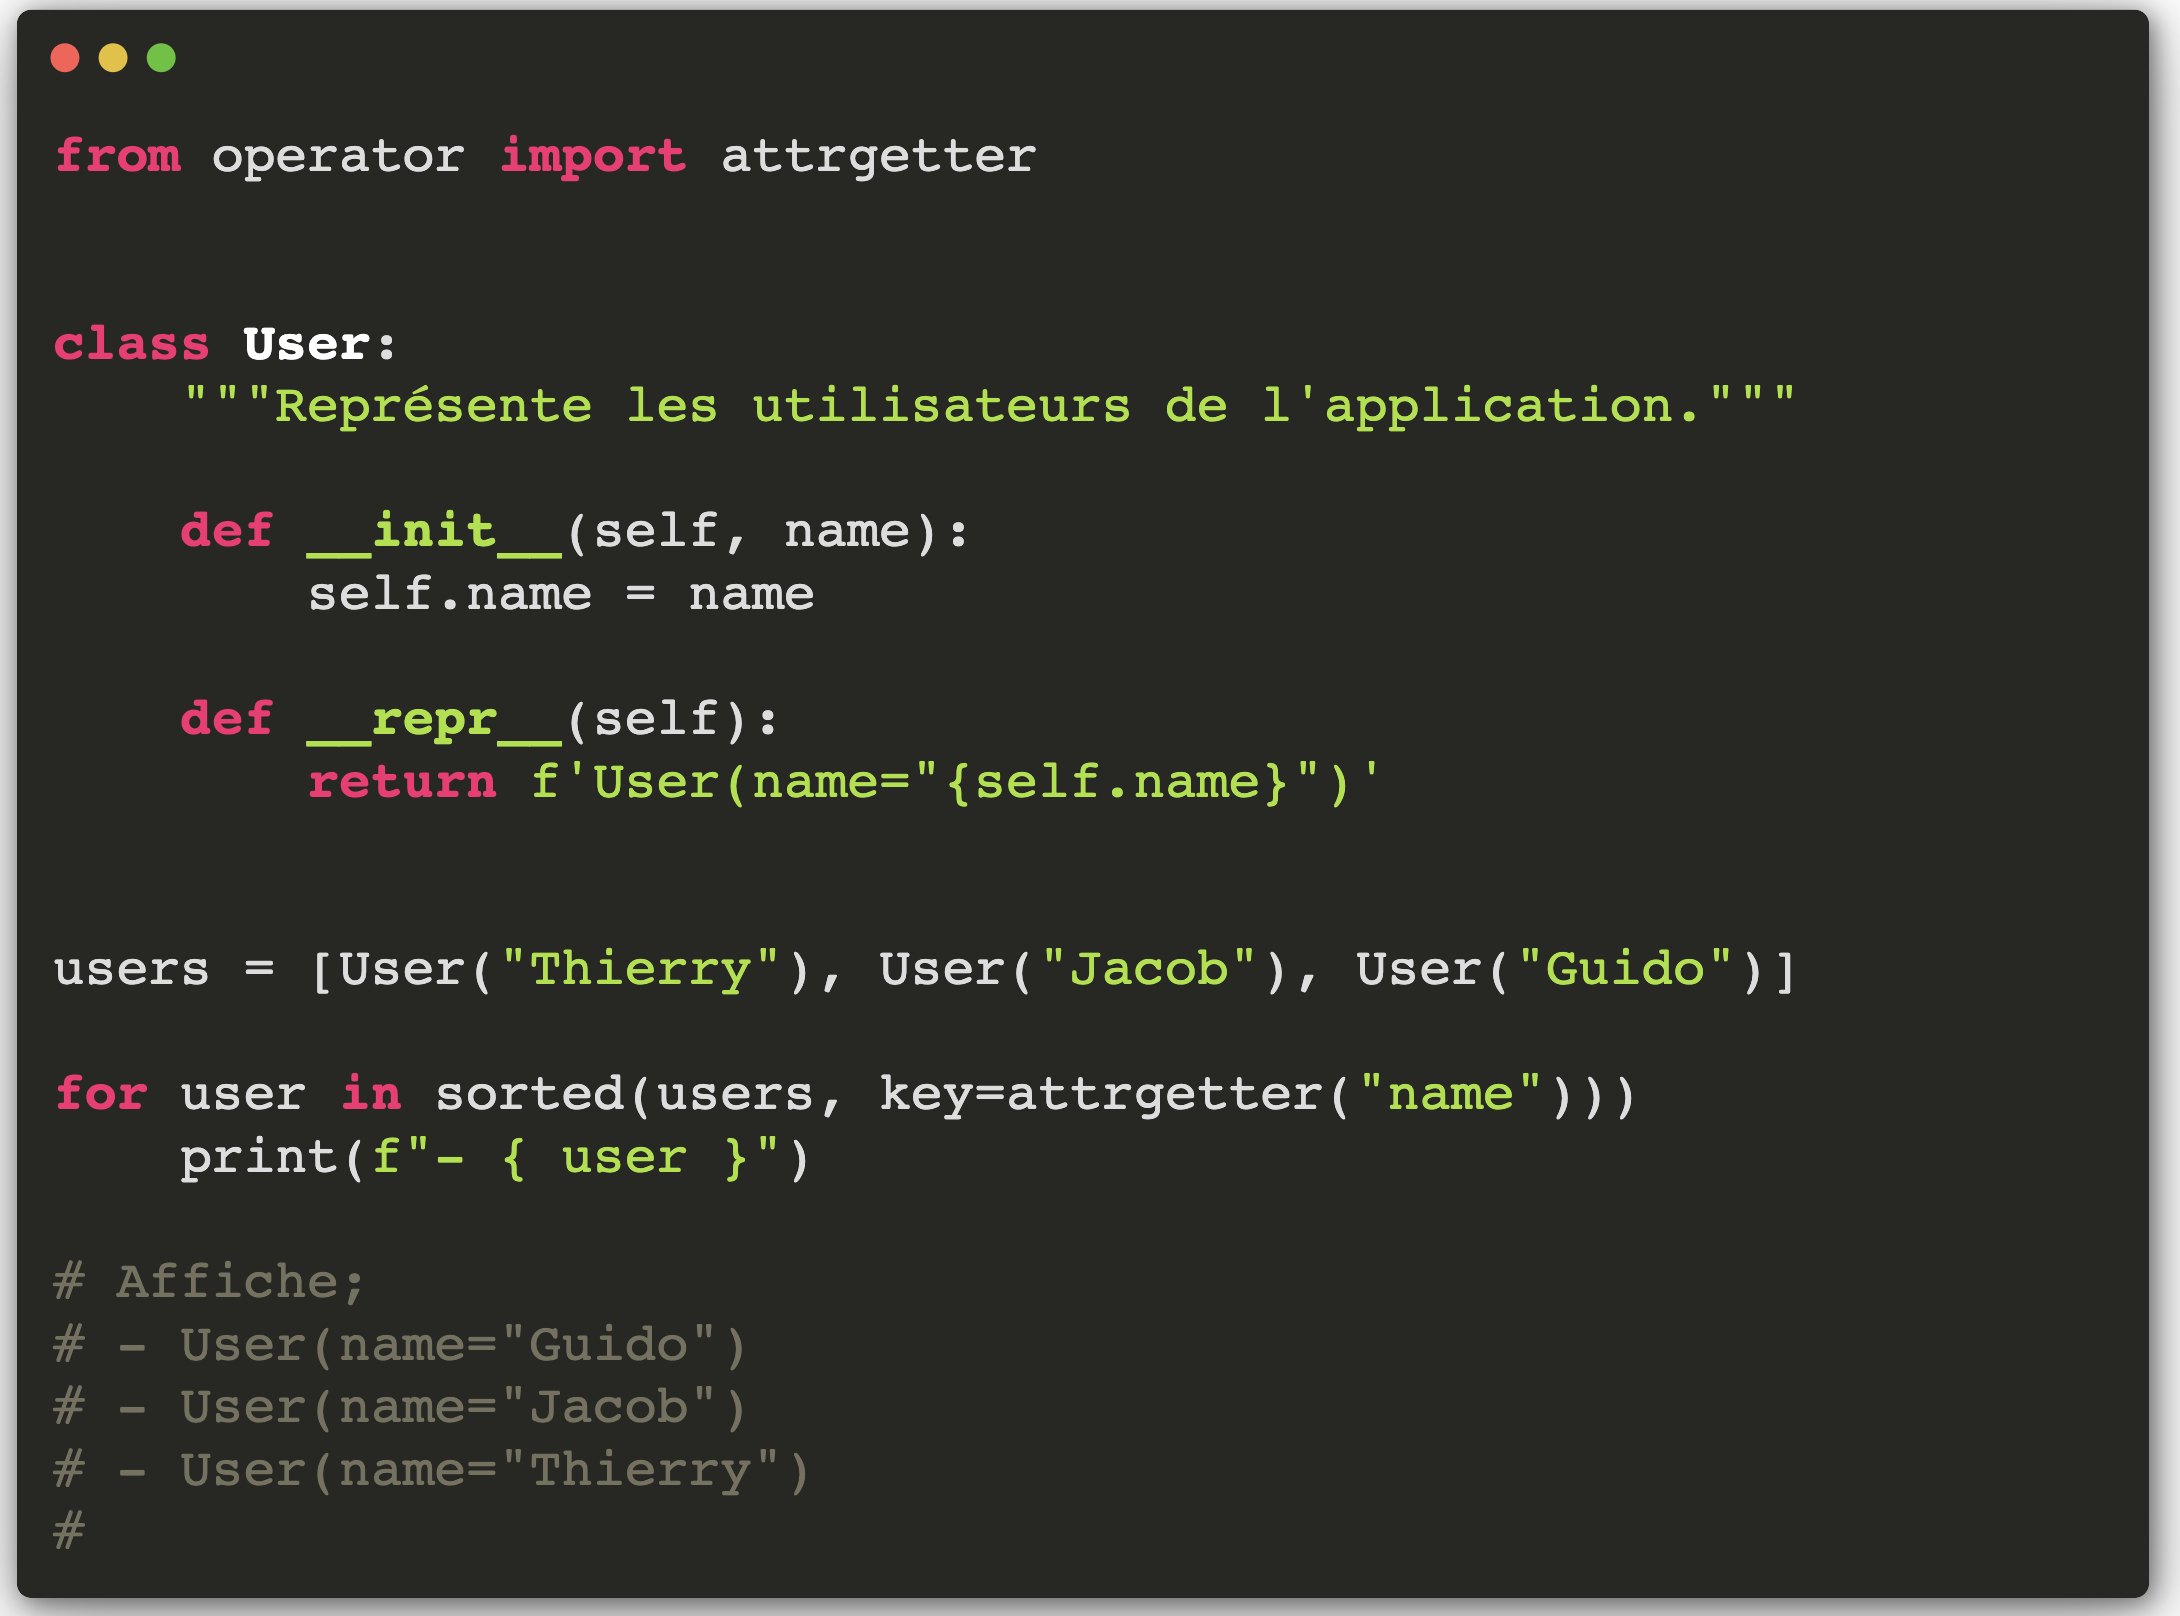 from operator import attrgetter
class User:
    """Représente les utilisateurs de l'application."""
    def __init__(self, name):
        self.name = name
    def __repr__(self):
        return f'User(name="{self.name}")'
users = [User("Thierry"), User("Jacob"), User("Guido")]
for user in sorted(users, key=attrgetter("name")))
    print(f"- { user }")
# Affiche;
# - User(name="Guido")
# - User(name="Jacob")
# - User(name="Thierry")
#